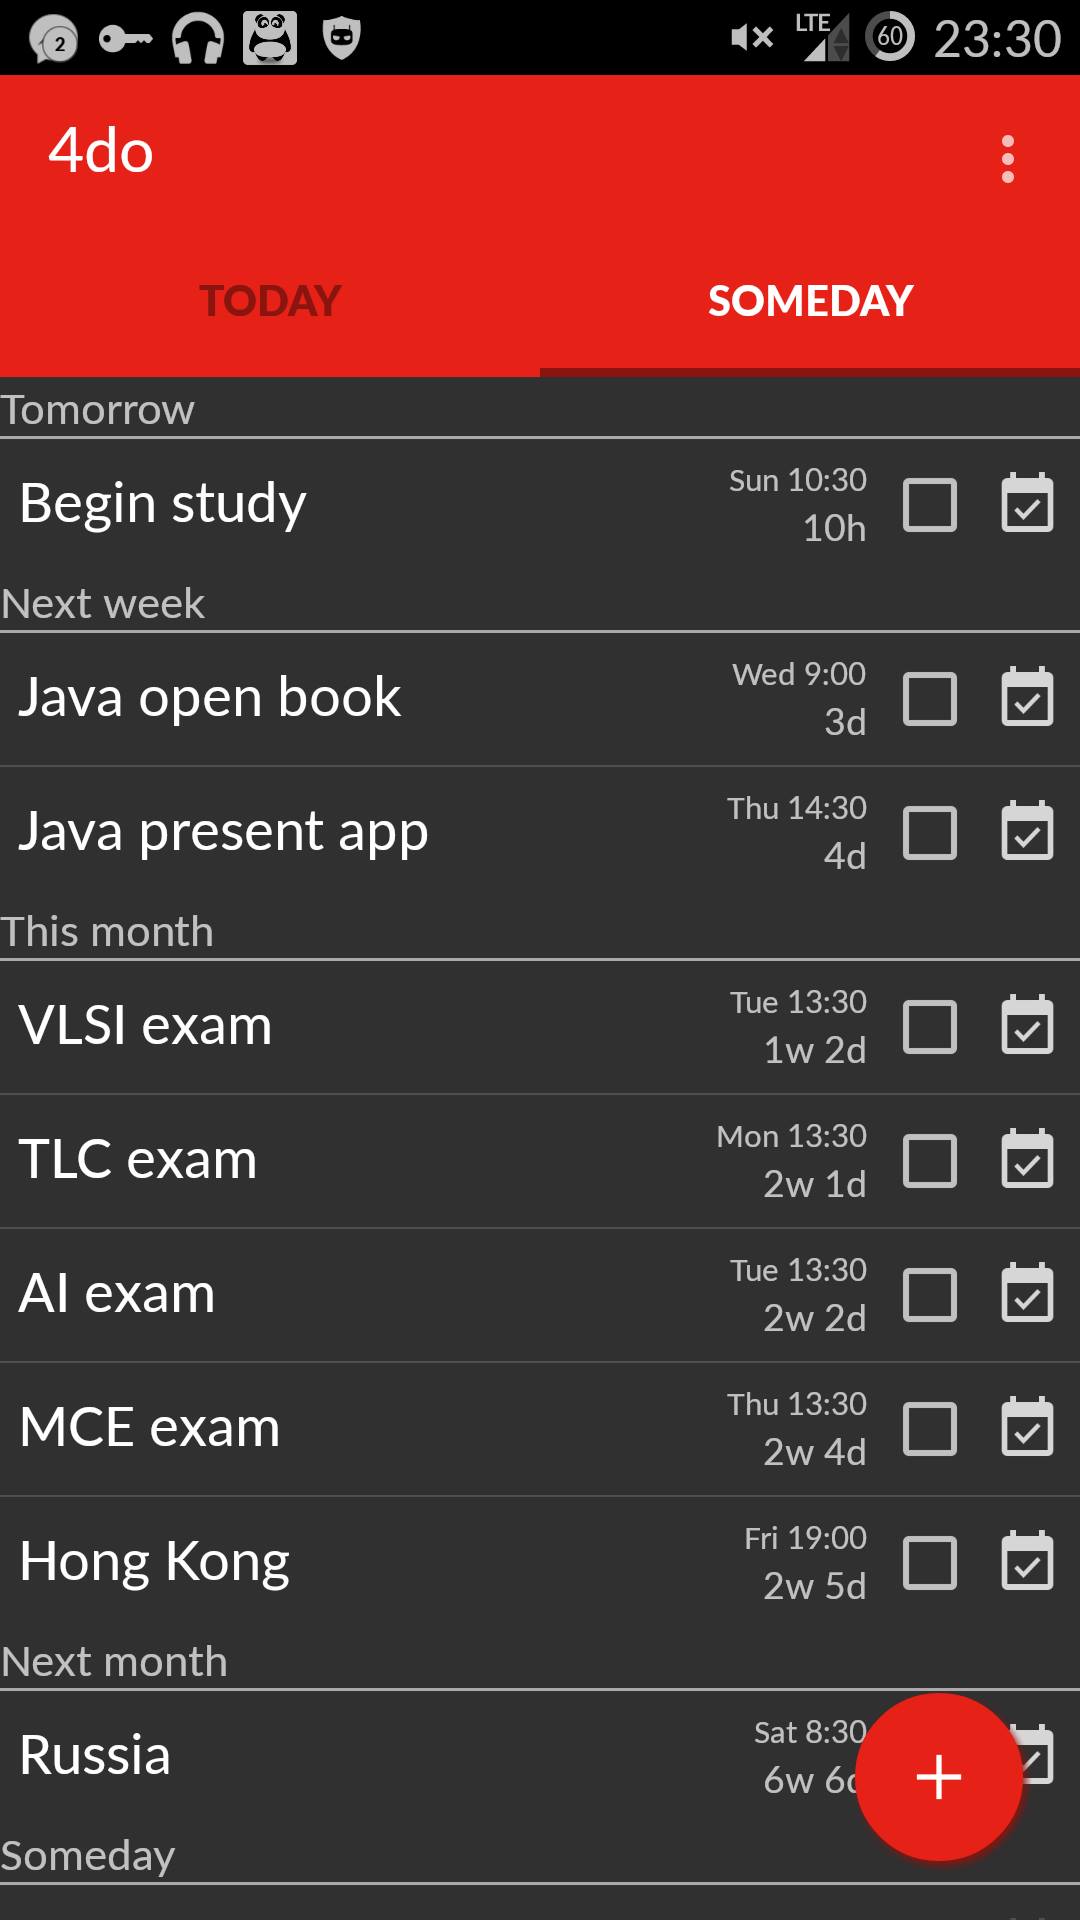 2
LTE
60
23:30
4do
TODAY
SOMEDAY
Tomorrow
Begin study
Sun 10:30
10h
Next week
Java open book
Wed 9:00
3d
Java present app
Thu 14:30
4d
This month
VLSI exam
Tue 13:30
1w 2d
TLC exam
Mon 13:30
2w 1d
AI exam
Tue 13:30
2w 2d
MCE exam
Thu 13:30
2w 4d
Hong Kong
Fri 19:00
2w 5d
Next month
Russia
Sat 8:30
6w 6d
Someday